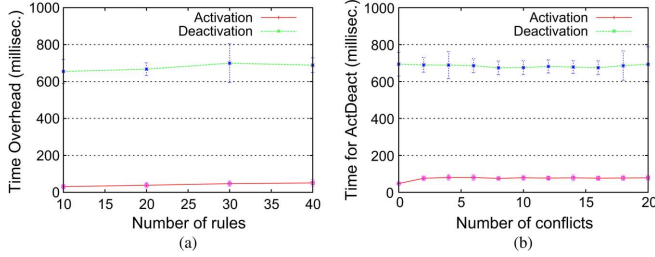 Time Overhead (millisec.)
1000
800
600
400
200
0
Activation
Deactivation
10 15 20 25 30 35 40
Number of rules
(a)
Time for ActDeact (millisec.)
1000
800
600
400
200
0
Activation
Deactivation
0 5 10 15 20
Number of conflicts
(b)